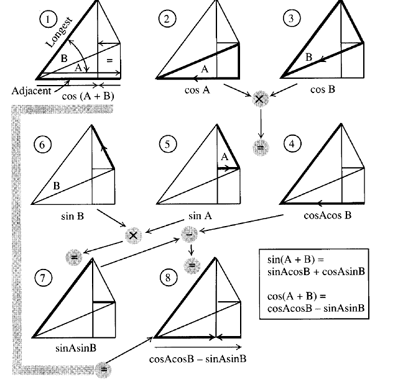 1
2
3
Longest
B
A
=
A
B
Adjacent
cos (A + B)
cos A
cos B
×
=
6
5
4
B
A
sin B
sin A
cosAcos B
×
−
=
=
7
8
sinAsinB
cosAcosB − sinAsinB
=
sin(A + B) =
sinAcosB + cosAsinB
cos(A + B) =
cosAcosB − sinAsinB